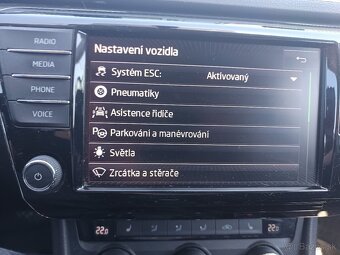 RADIO
MEDIA
PHONE
VOICE
Nastavení vozidla
Systém ESC: Aktivovaný
Pneumatiky
Asistence řidiče
Parkování a manévrování
Světla
Zrcátka a stěrače
22.0
22.0